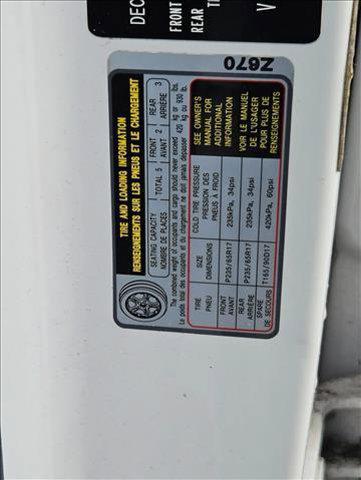 DEC
FRONT
REAR
V
Z670
TIRE AND LOADING INFORMATION
RENSEIGNEMENTS SUR LES PNEUS ET LE CHARGEMENT
SEATING CAPACITY TOTAL 5 FRONT 2 REAR 3
NOMBRE DE PLACES AVANT ARRIÈRE
The combined weight of occupants and cargo should never exceed 420 kg or 930 lbs.
Le poids total des occupants et du chargement ne doit jamais dépasser 420 kg ou 930 lb.
TIRE SIZE COLD TIRE PRESSURE
PNEU DIMENSIONS PRESSION DES PNEUS À FROID
FRONT AVANT P235/65R17 235kPa, 34psi
REAR ARRIÈRE P235/65R17 235kPa, 34psi
SPARE DE SECOURS T165/90D17 420kPa, 60psi
SEE OWNER'S
MANUAL FOR
ADDITIONAL
INFORMATION
VOIR LE MANUEL
DE L'USAGER
POUR PLUS DE
RENSEIGNEMENTS